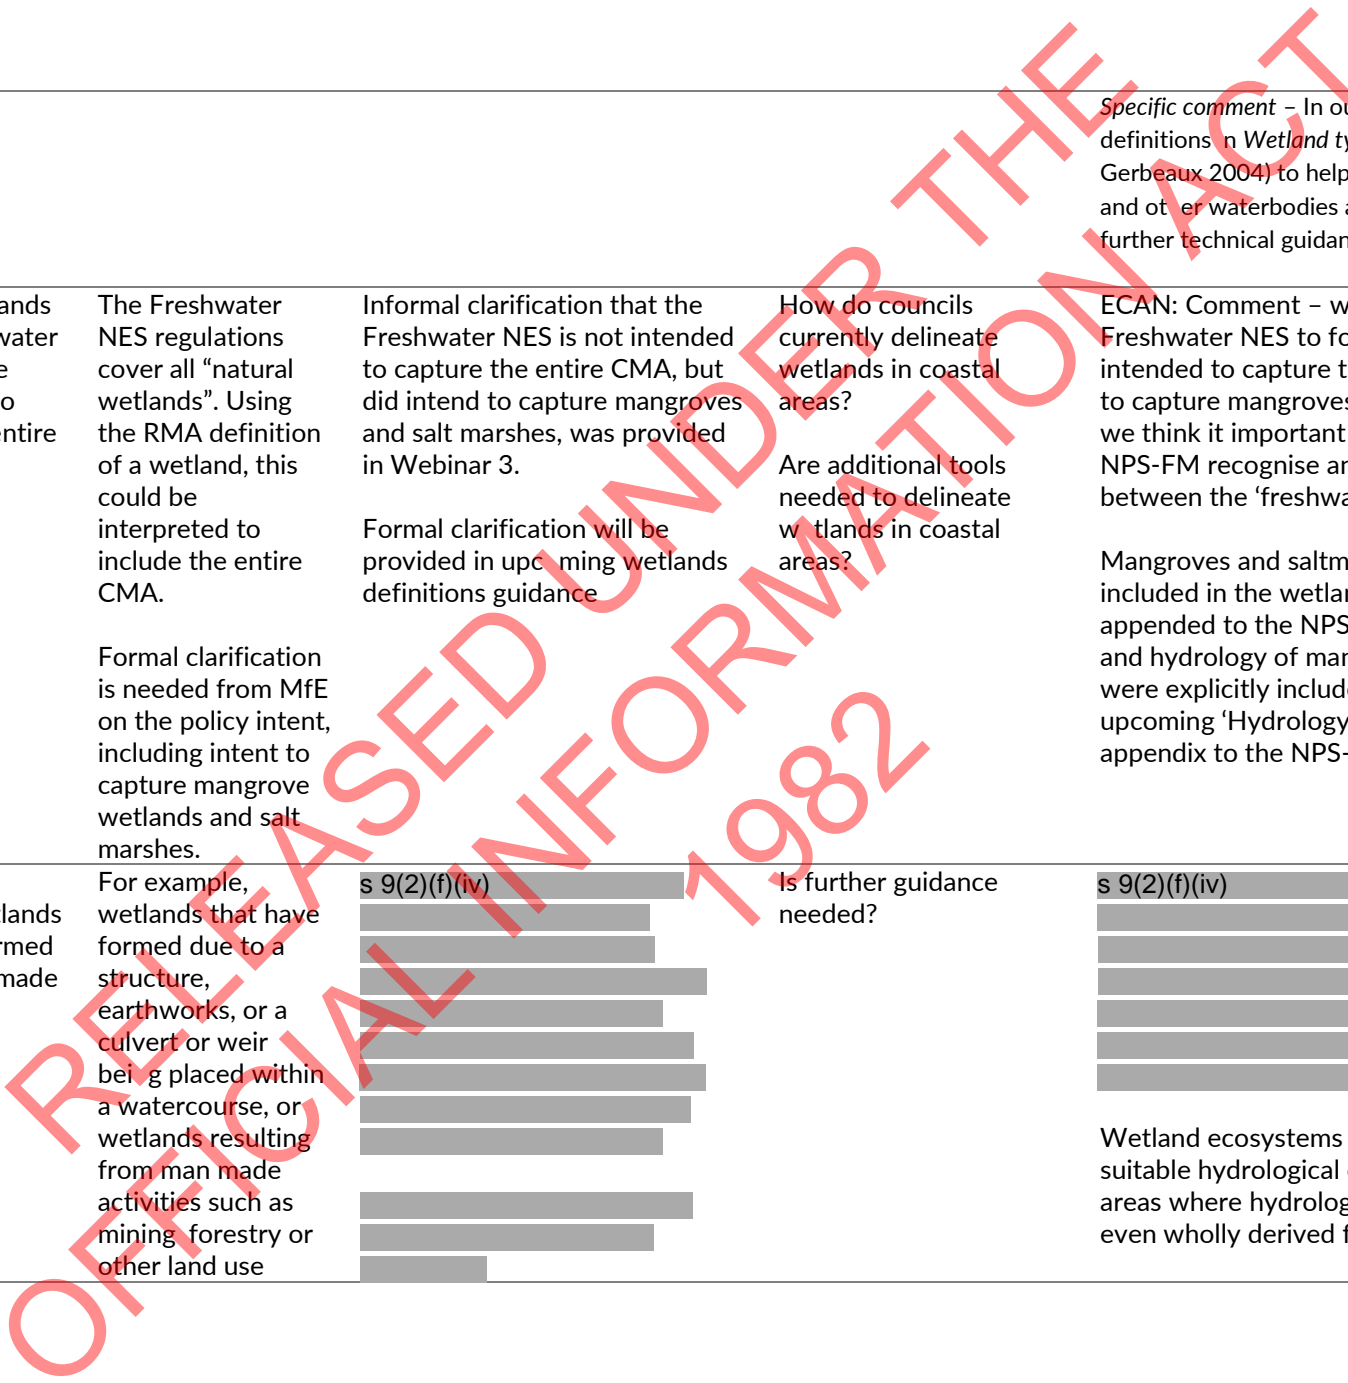 Specific comment – In ou
definitions n Wetland ty
Gerbeaux 2004) to help
and ot er waterbodies a
further technical guidan
ands
water
e
o
entire
The Freshwater
NES regulations
cover all “natural
wetlands”. Using
the RMA definition
of a wetland, this
could be
interpreted to
include the entire
CMA.
Formal clarification
is needed from MfE
on the policy intent,
including intent to
capture mangrove
wetlands and salt
marshes.
Informal clarification that the
Freshwater NES is not intended
to capture the entire CMA, but
did intend to capture mangroves
and salt marshes, was provided
in Webinar 3.
Formal clarification will be
provided in upc ming wetlands
definitions guidance
How do councils
currently delineate
wetlands in coastal
areas?
Are additional tools
needed to delineate
w tlands in coastal
areas?
ECAN: Comment – w
Freshwater NES to fo
intended to capture t
to capture mangroves
we think it important
NPS-FM recognise an
between the ‘freshwa
Mangroves and saltm
included in the wetlan
appended to the NPS
and hydrology of man
were explicitly include
upcoming ‘Hydrology
appendix to the NPS-
tlands
rmed
made
For example,
wetlands that have
formed due to a
structure,
earthworks, or a
culvert or weir
bei g placed within
a watercourse, or
wetlands resulting
from man made
activities such as
mining forestry or
other land use
s 9(2)(f)(iv)
Is further guidance
needed?
s 9(2)(f)(iv)
Wetland ecosystems
suitable hydrological
areas where hydrolog
even wholly derived f
RELEASED UNDER THE
OFFICIAL INFORMATION ACT
1982